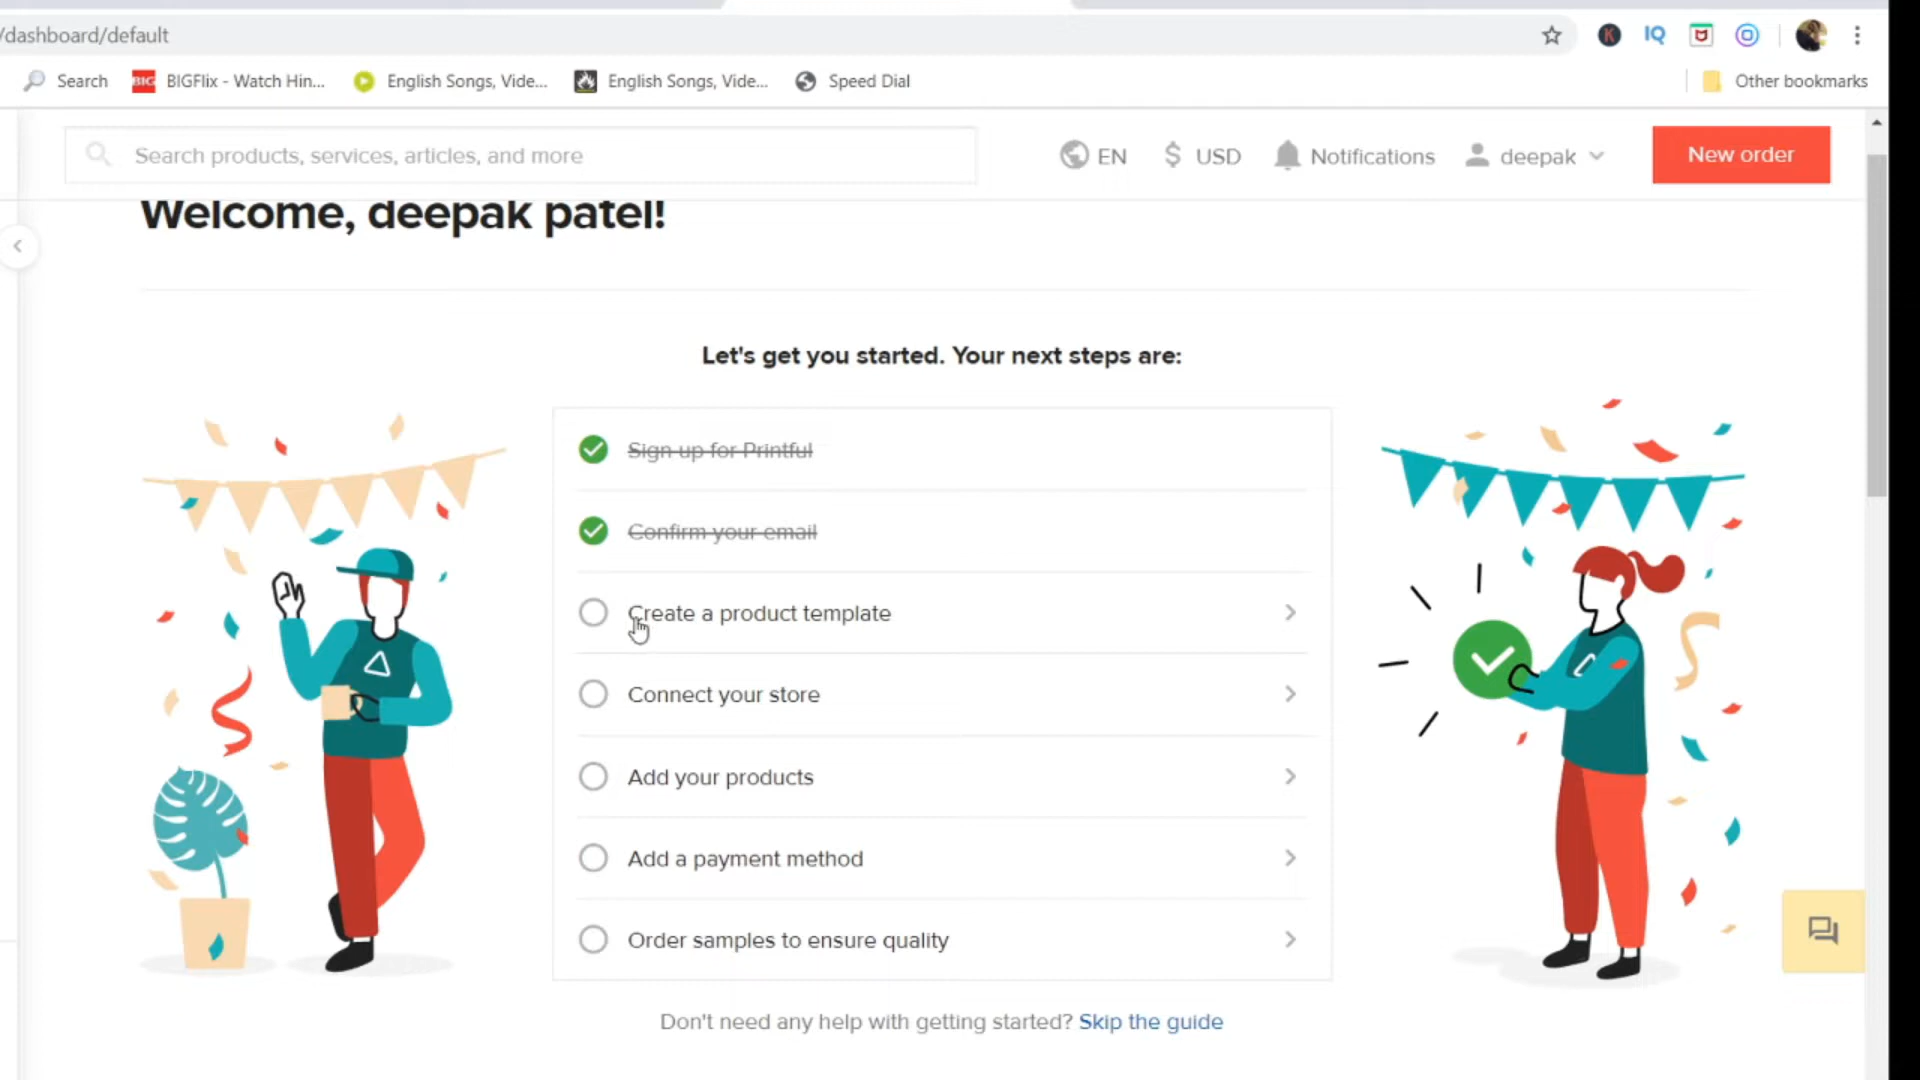 /dashboard/default
K IQ
Search BIG BIGFlix - Watch Hin... English Songs, Vide... English Songs, Vide... Speed Dial Other bookmarks
Search products, services, articles, and more EN $ USD Notifications deepak New order
Welcome, deepak patel!
Let's get you started. Your next steps are:
Sign up for Printful
Confirm your email
Create a product template
Connect your store
Add your products
Add a payment method
Order samples to ensure quality
Don't need any help with getting started? Skip the guide